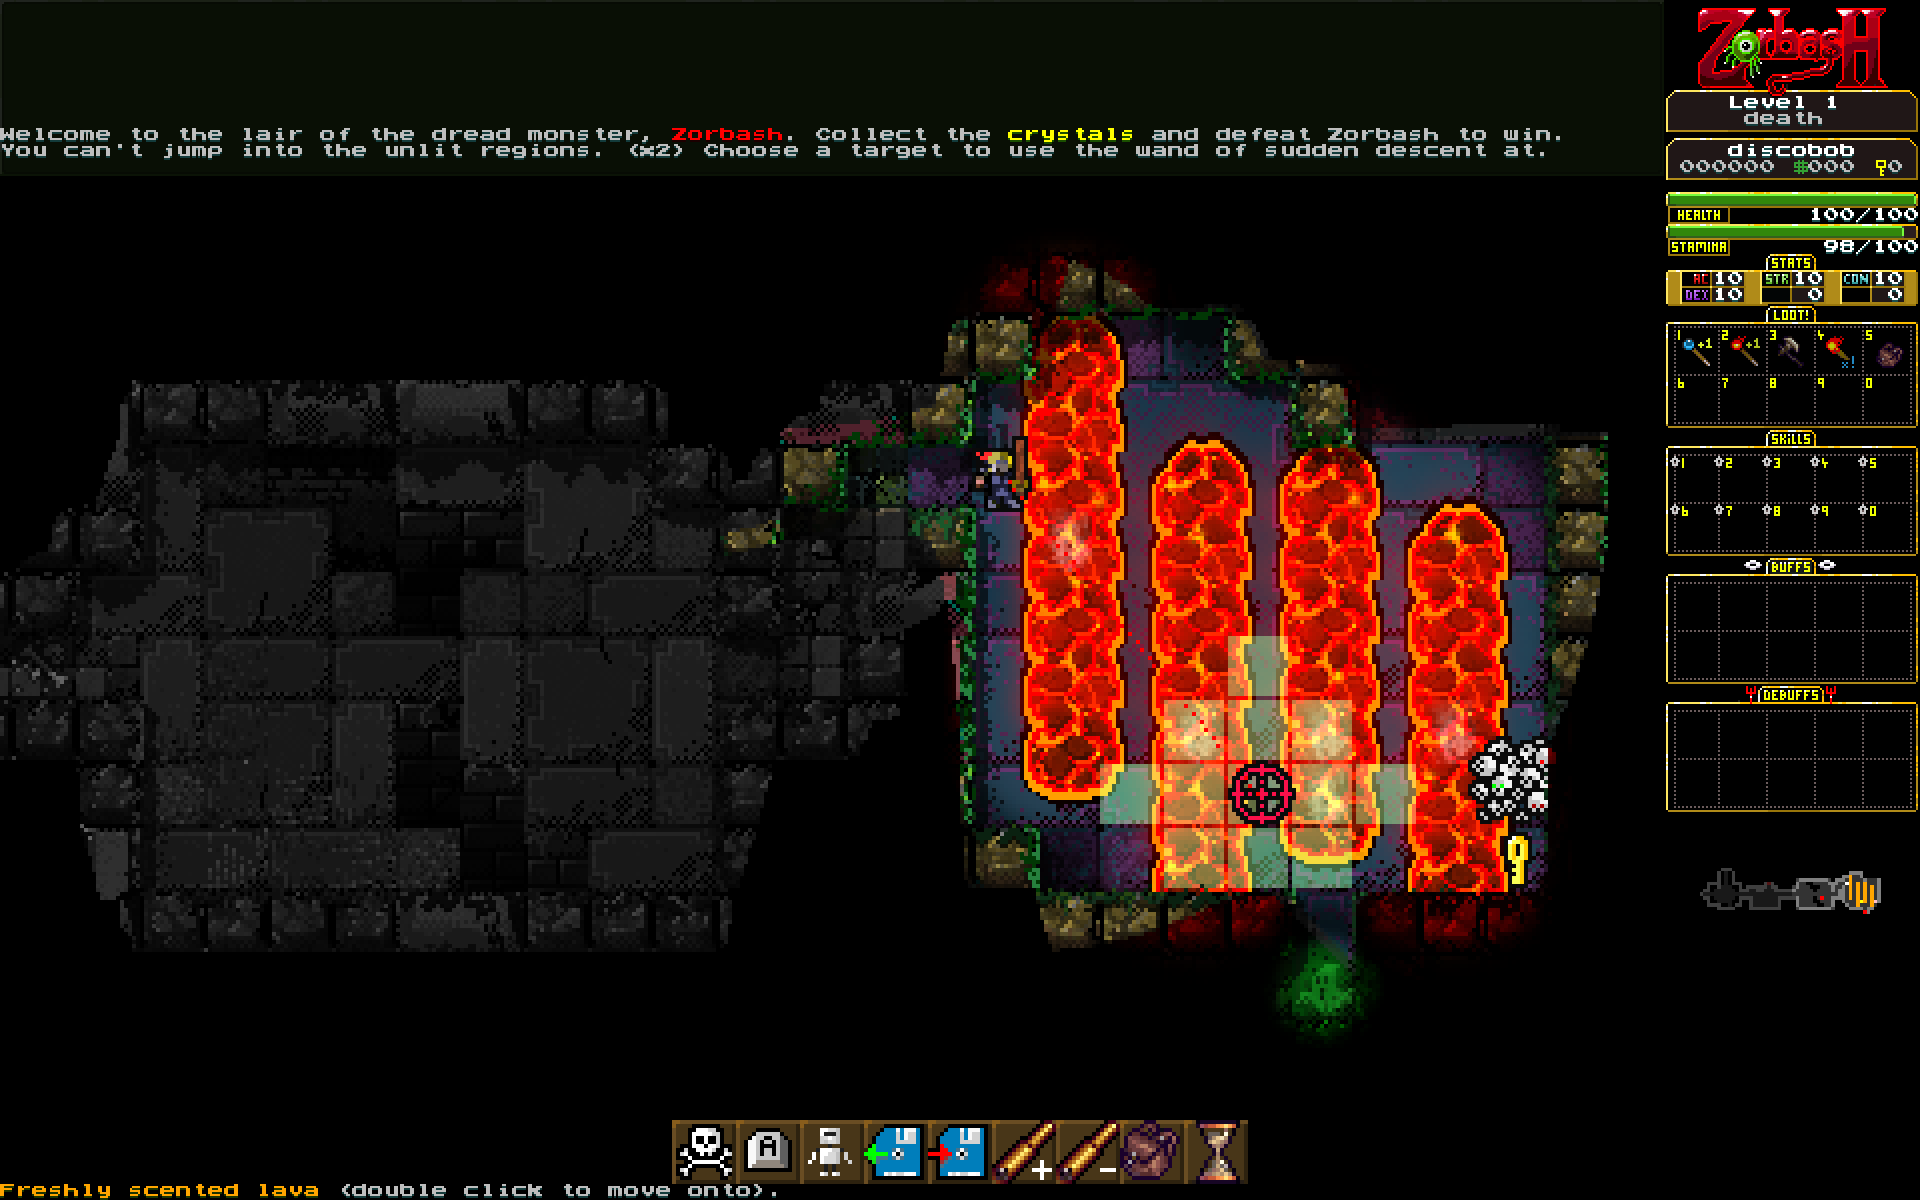 ZorbasH
Welcome to the lair of the dread monster, Zorbash. Collect the crystals and defeat Zorbash to win.
You can't jump into the unlit regions. (x2) Choose a target to use the wand of sudden descent at.
Level 1
death
discobob
000000 #000 0
HEALTH 100/100
STAMINA 98/100
STATS
AC 10 STR 10 CON 10
DEX 10 0 0
LOOT!
1 +1 2 +1 3 4 x! 5
6 7 8 9 0
SKILLS
1 2 3 4 5
6 7 8 9 0
BUFFS
DEBUFFS
A
+ -
Freshly scented lava (double click to move onto).